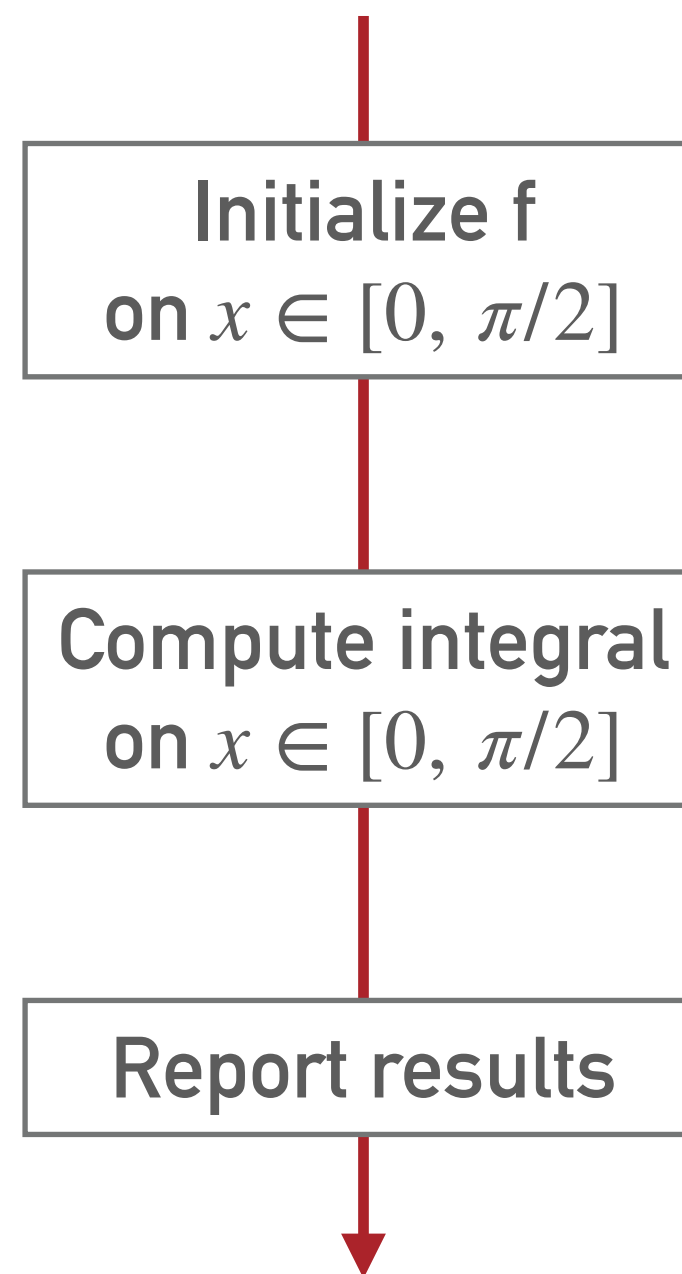 Initialize f
on x ∈ [0, π/2]
Compute integral
on x ∈ [0, π/2]
Report results